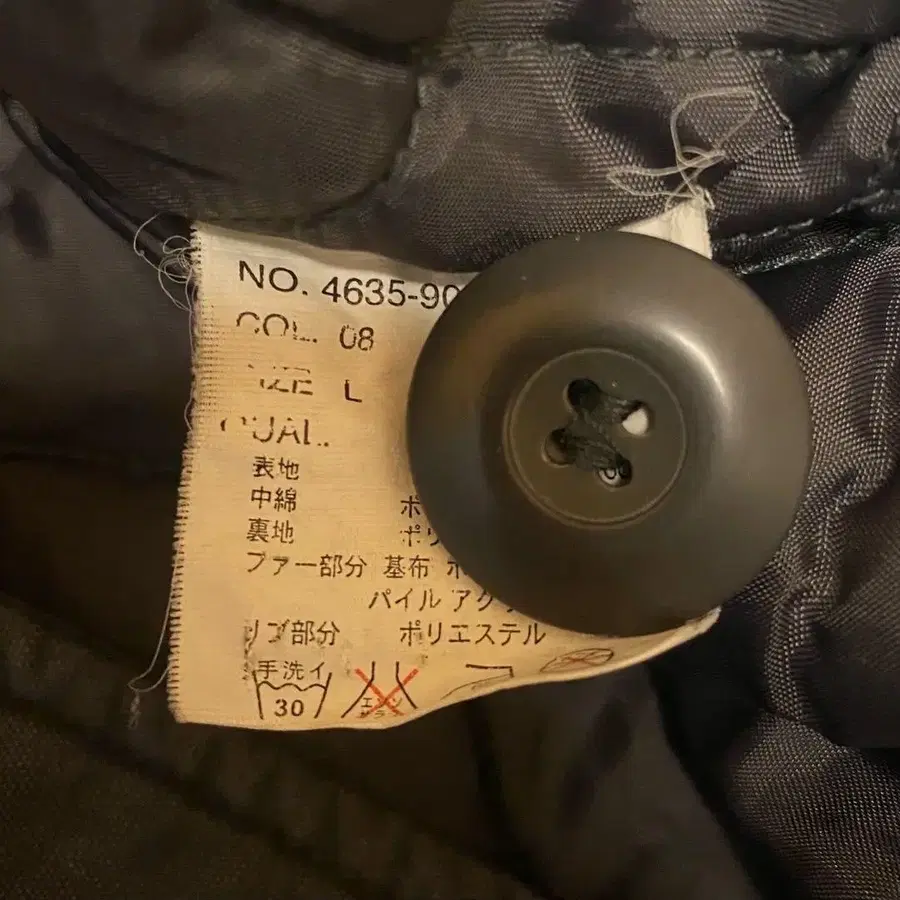 NO. 4635-90
COL. 08
SIZE L
QUAL.
表地
中綿 ポ
裏地 ポリ
ファー部分 基布 ポ
パイル アクリ
リブ部分 ポリエステル
手洗イ
30